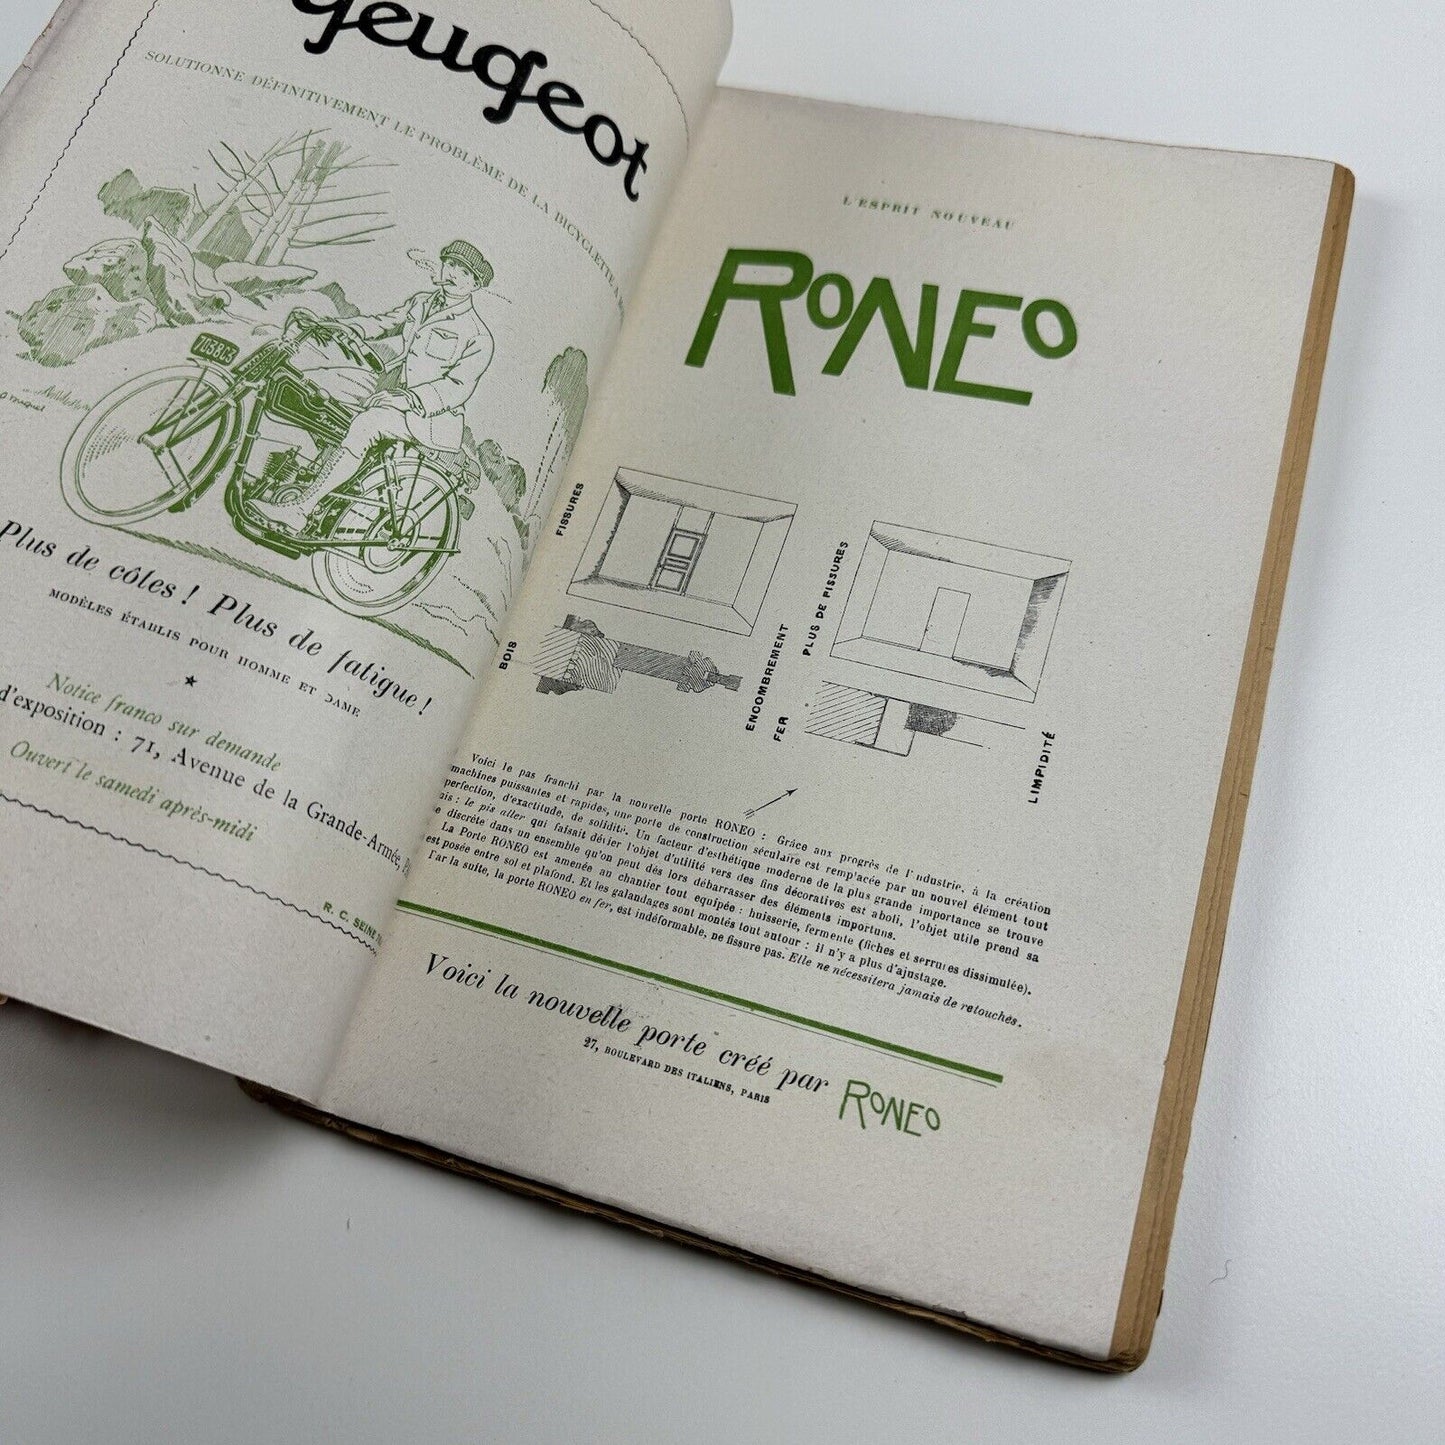 Peugeot
SOLUTIONNE DÉFINITIVEMENT LE PROBLÈME DE LA BICYCLETTE A
Peugeot
Plus de côtes ! Plus de fatigue !
MODÈLES ÉTABLIS POUR HOMME ET DAME
Notice franco sur demande
d'exposition : 71, Avenue de la Grande-Armée,
Ouvert le samedi après-midi
R. C. SEINE
L'ESPRIT NOUVEAU
RONEO
FISSURES
BOIS
ENCOMBREMENT
PLUS DE FISSURES
FER
LIMPIDITÉ
Voici le pas franchi par la nouvelle porte RONEO : Grâce aux progrès de l'industrie, à la création
machines puissantes et rapides, une porte de construction séculaire est remplacée par un nouvel élément tout
perfection, d'exactitude, de solidité. Un facteur d'esthétique moderne de la plus grande importance se trouve
: le pis aller qui faisait dévier l'objet d'utilité vers des fins décoratives est aboli, l'objet utile prend sa
discrète dans un ensemble qu'on peut dès lors débarrasser des éléments importuns.
La Porte RONEO est amenée au chantier tout équipée : huisserie, fermente (fiches et serrures dissimulée).
est posée entre sol et plafond. Et les galandages sont montés tout autour : il n'y a plus d'ajustage.
Par la suite, la porte RONEO en fer, est indéformable, ne fissure pas. Elle ne nécessitera jamais de retouches.
Voici la nouvelle porte créé par RONEO
27, BOULEVARD DES ITALIENS, PARIS